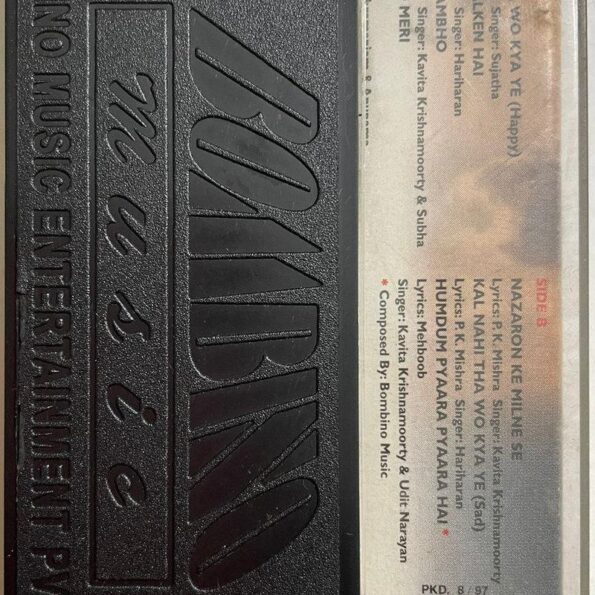 BOMBINO
Music
NO MUSIC ENTERTAINMENT PV
WO KYA YE (Happy)
Singer: Sujatha
LKEN HAI
Singer: Hariharan
AMBHO
Singer: Kavita Krishnamoorty & Subha
MERI
& Anupama
SIDE B
NAZARON KE MILNE SE
Lyrics: P. K. Mishra Singer: Kavita Krishnamoorty
KAL NAHI THA WO KYA YE (Sad)
Lyrics: P. K. Mishra Singer: Hariharan
HUMDUM PYAARA PYAARA HAI *
Lyrics: Mehboob
Singer: Kavita Krishnamoorty & Udit Narayan
* Composed By: Bombino Music
PKD. 8/97